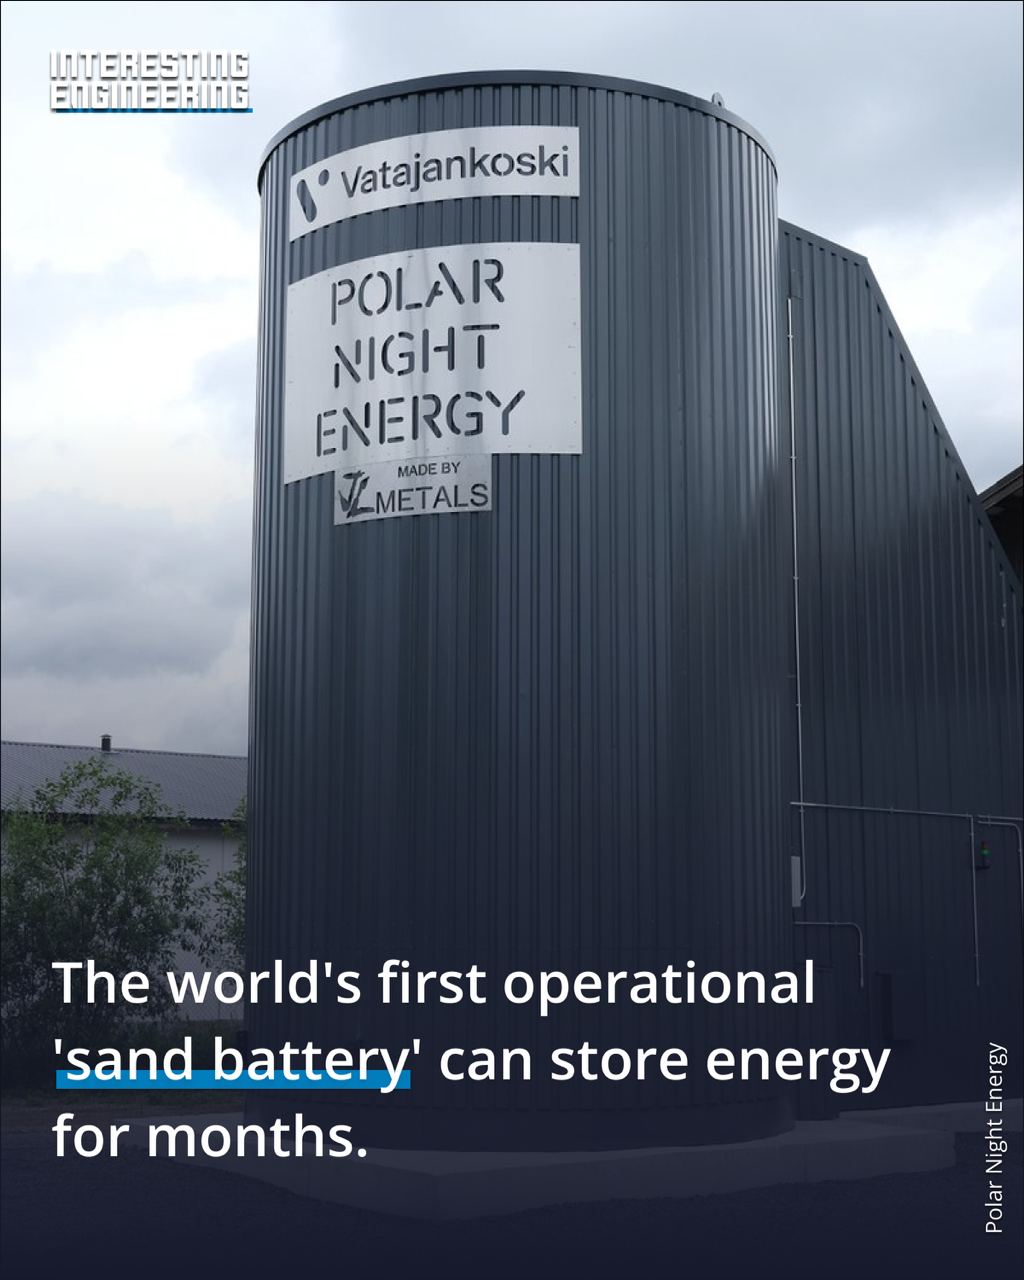 INTERESTING
ENGINEERING
Vatajankoski
POLAR
NIGHT
ENERGY
MADE BY
JL METALS
The world's first operational
'sand battery' can store energy
for months.
Polar Night Energy